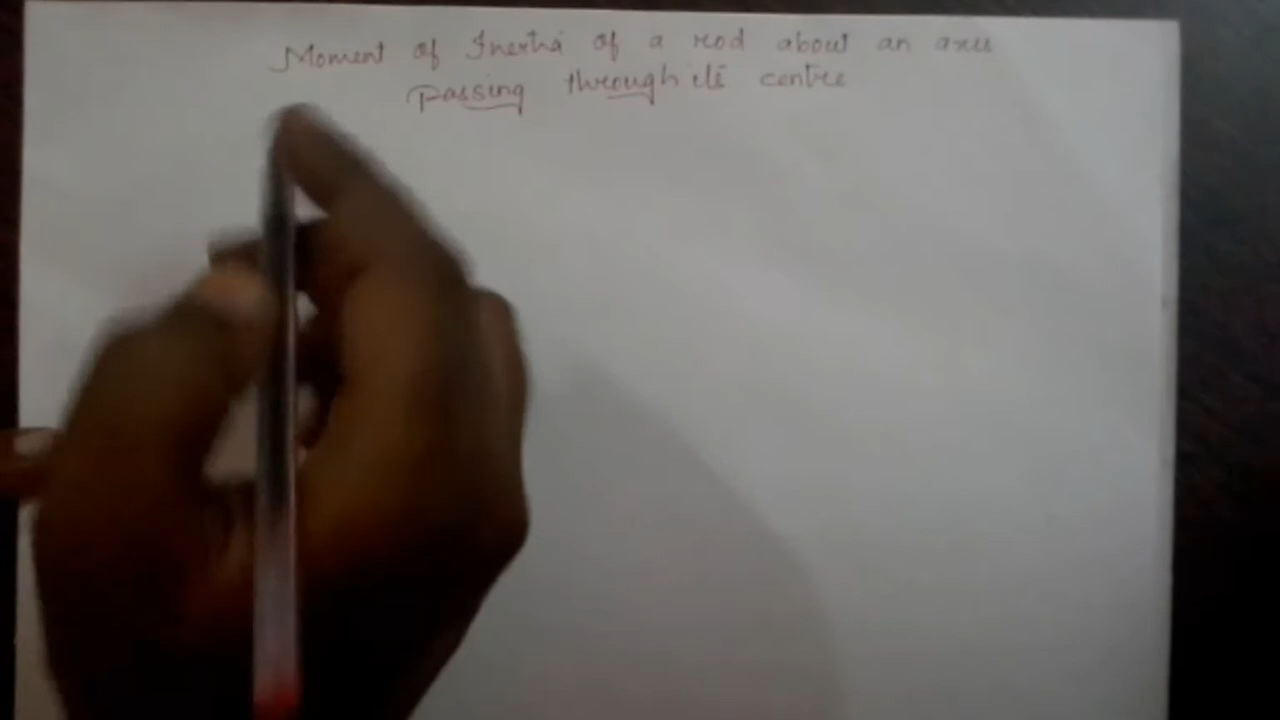 Moment of Inertia of a rod about an axis
Passing through its centre